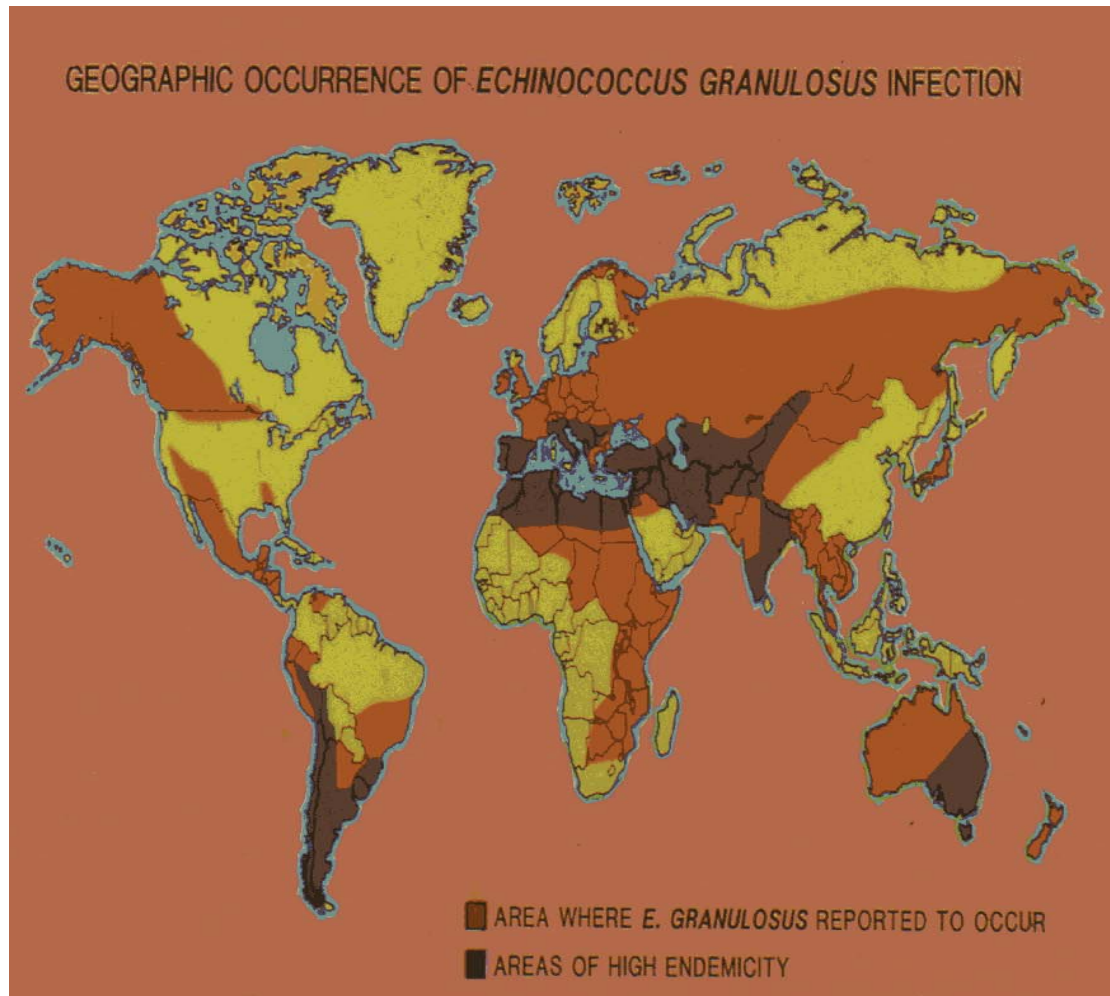 GEOGRAPHIC OCCURRENCE OF ECHINOCOCCUS GRANULOSUS INFECTION
AREA WHERE E. GRANULOSUS REPORTED TO OCCUR
AREAS OF HIGH ENDEMICITY